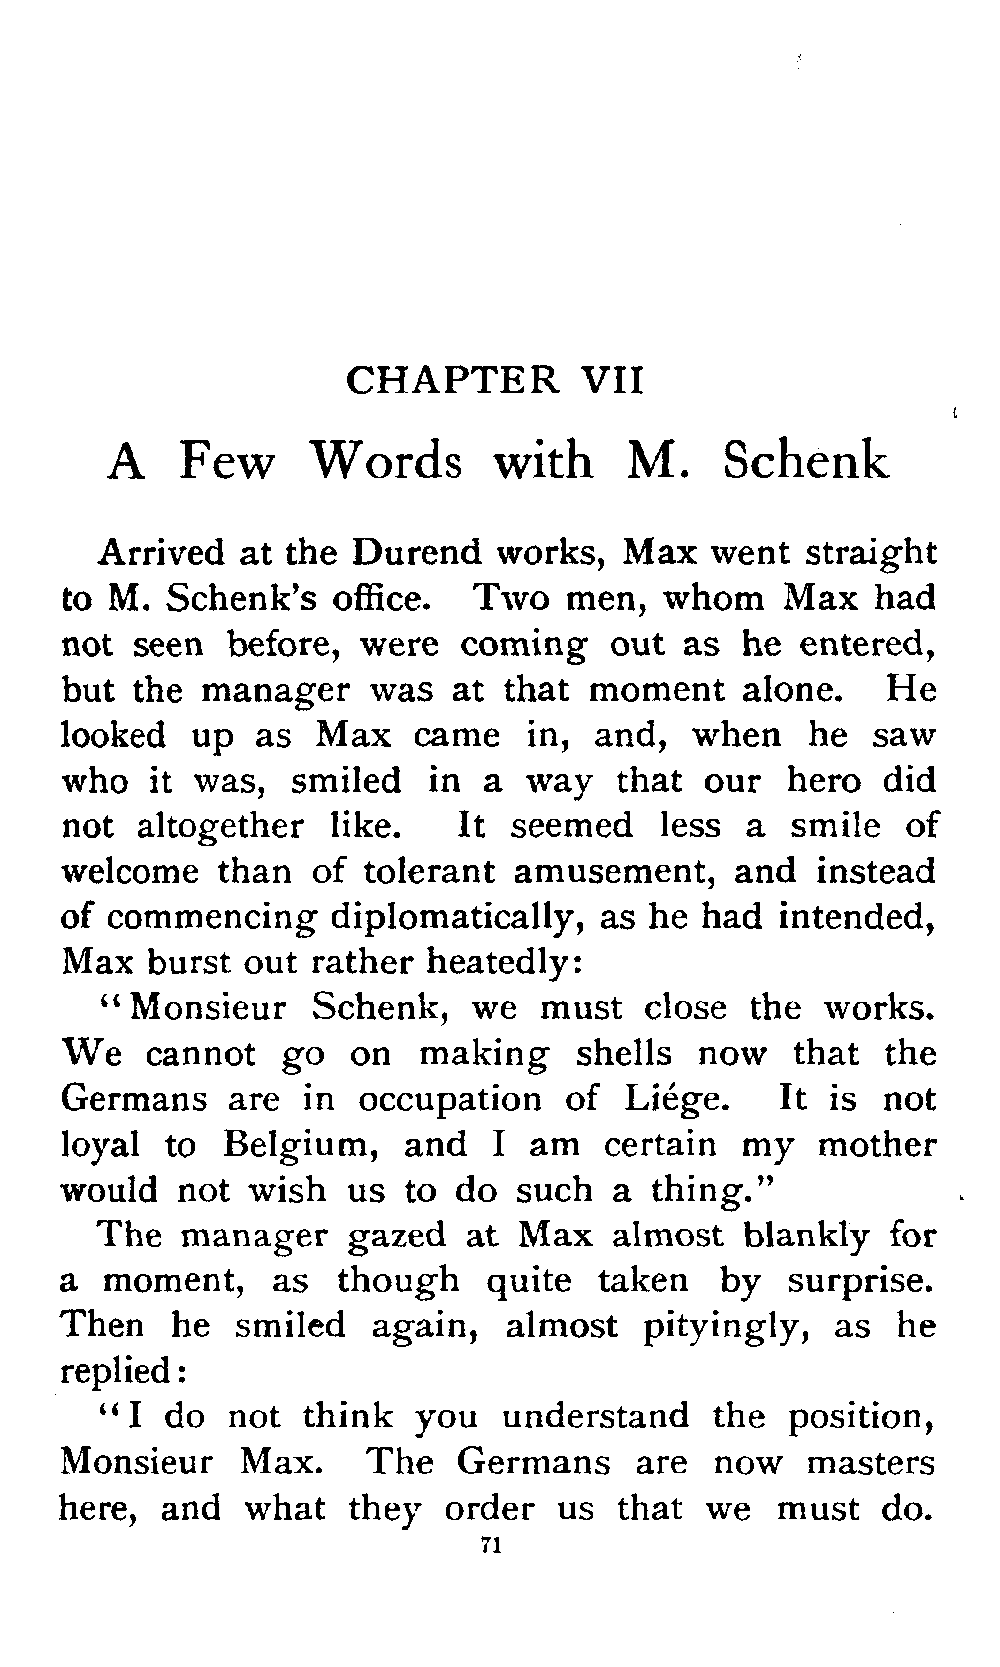 CHAPTER VII
A Few Words with M. Schenk
Arrived at the Durend works, Max went straight
to M. Schenk's office. Two men, whom Max had
not seen before, were coming out as he entered,
but the manager was at that moment alone. He
looked up as Max came in, and, when he saw
who it was, smiled in a way that our hero did
not altogether like. It seemed less a smile of
welcome than of tolerant amusement, and instead
of commencing diplomatically, as he had intended,
Max burst out rather heatedly:
"Monsieur Schenk, we must close the works.
We cannot go on making shells now that the
Germans are in occupation of Liége. It is not
loyal to Belgium, and I am certain my mother
would not wish us to do such a thing."
The manager gazed at Max almost blankly for
a moment, as though quite taken by surprise.
Then he smiled again, almost pityingly, as he
replied:
"I do not think you understand the position,
Monsieur Max. The Germans are now masters
here, and what they order us that we must do.
71